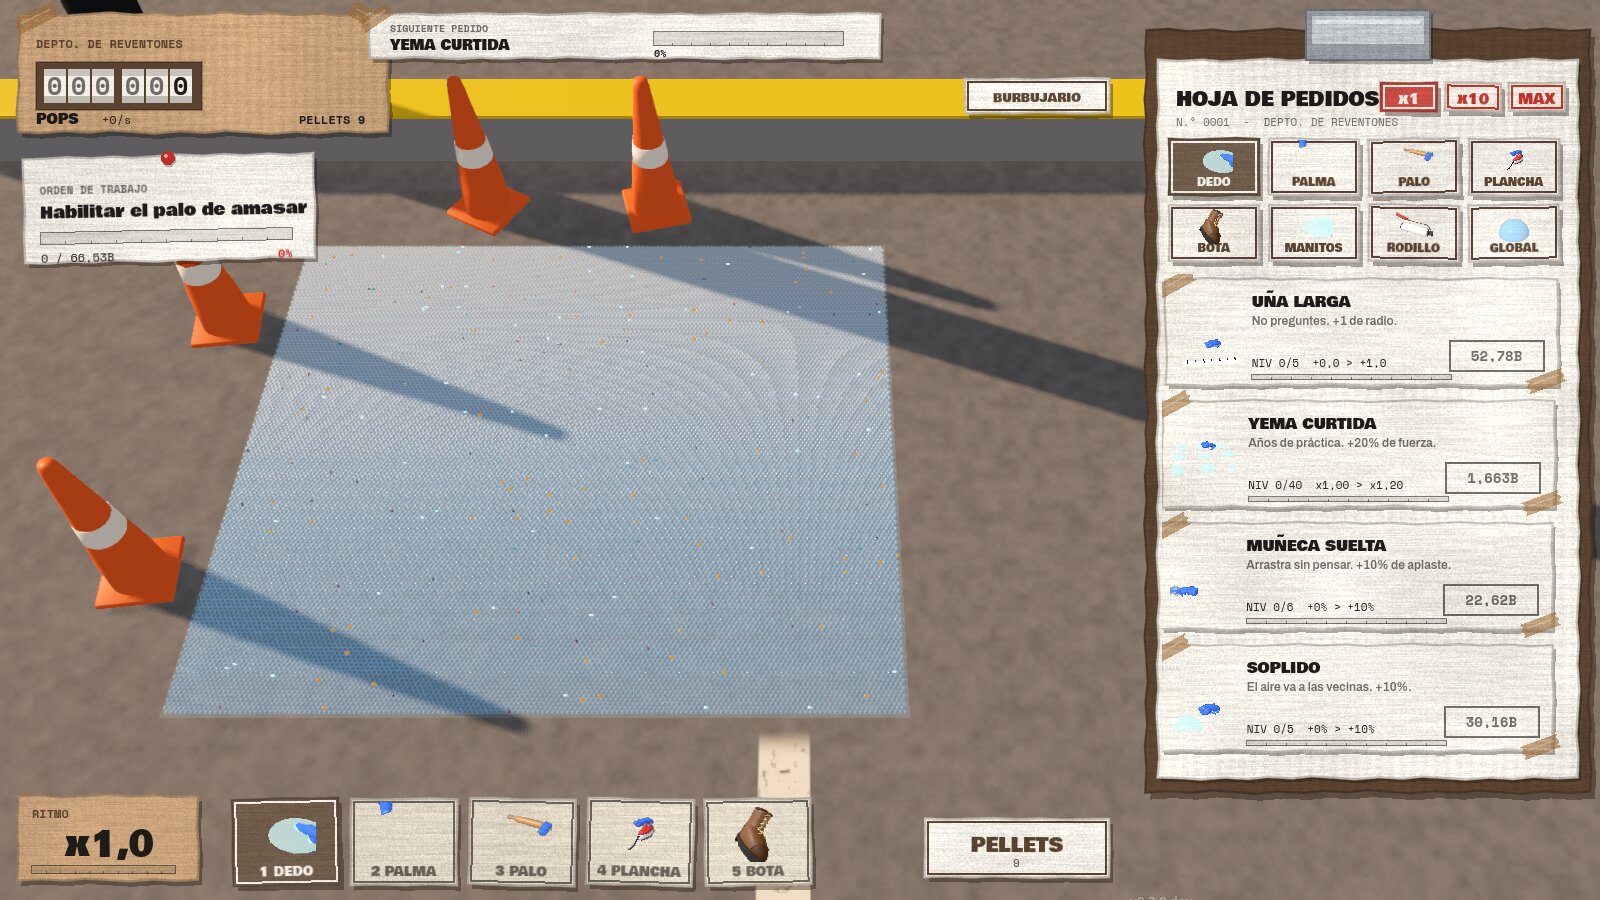 DEPTO. DE REVENTONES
000 000
POPS +0/s PELLETS 9
SIGUIENTE PEDIDO
YEMA CURTIDA
0%
BURBUJARIO
ORDEN DE TRABAJO
Habilitar el palo de amasar
0 / 66,53B 0%
HOJA DE PEDIDOS x1 x10 MAX
N.° 0001 - DEPTO. DE REVENTONES
DEDO PALMA PALO PLANCHA
BOTA MANITOS RODILLO GLOBAL
UÑA LARGA
No preguntes. +1 de radio.
NIV 0/5 +0,0 > +1,0 52,78B
YEMA CURTIDA
Años de práctica. +20% de fuerza.
NIV 0/40 x1,00 > x1,20 1,663B
MUÑECA SUELTA
Arrastra sin pensar. +10% de aplaste.
NIV 0/6 +0% > +10% 22,62B
SOPLIDO
El aire va a las vecinas. +10%.
NIV 0/5 +0% > +10% 30,16B
RITMO
x1,0
1 DEDO 2 PALMA 3 PALO 4 PLANCHA 5 BOTA
PELLETS
9